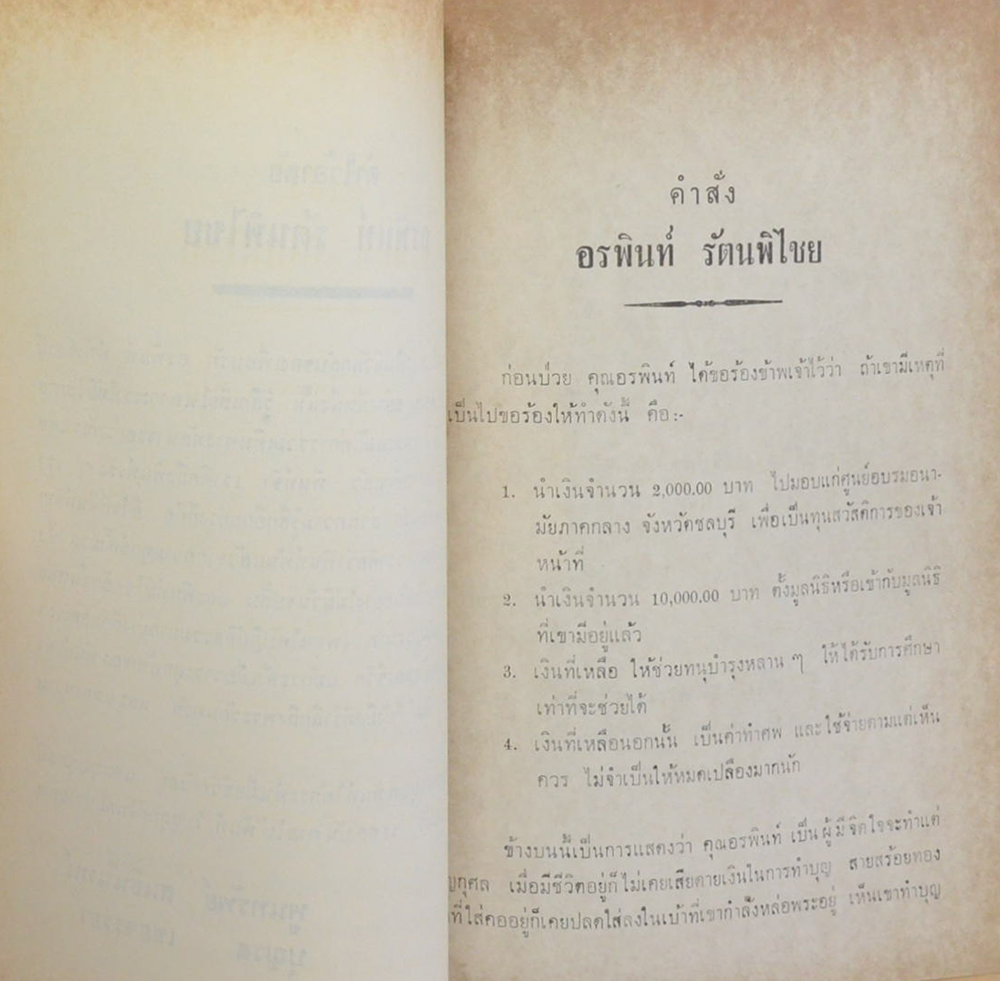 คำสั่ง
อรพินท์ รัตนพิไชย
ก่อนป่วย คุณอรพินท์ ได้ขอร้องข้าพเจ้าไว้ว่า ถ้าเขามีเหตุที่
เป็นไปขอร้องให้ทำดังนี้ คือ:-
1. นำเงินจำนวน 2,000.00 บาท ไปมอบแก่ศูนย์อบรมอนา-
มัยภาคกลาง จังหวัดชลบุรี เพื่อเป็นทุนสวัสดิการของเจ้า
หน้าที่
2. นำเงินจำนวน 10,000.00 บาท ตั้งมูลนิธิหรือเข้ากับมูลนิธิ
ที่เขามีอยู่แล้ว
3. เงินที่เหลือ ให้ช่วยทนุบำรุงหลาน ๆ ให้ได้รับการศึกษา
เท่าที่จะช่วยได้
4. เงินที่เหลือนอกนั้น เป็นค่าทำศพ และใช้จ่ายตามแต่เห็น
ควร ไม่จำเป็นให้หมดเปลืองมากนัก
ข้างบนนี้เป็นการแสดงว่า คุณอรพินท์ เป็นผู้มีจิตใจจะทำแต่
ญกุศล เมื่อมีชีวิตอยู่ก็ไม่เคยเสียดายเงินในการทำบุญ สายสร้อยทอง
ที่ใส่คออยู่ก็เคยปลดใส่ลงในเบ้าที่เขากำลังหล่อพระอยู่ เห็นเขาทำบุญ